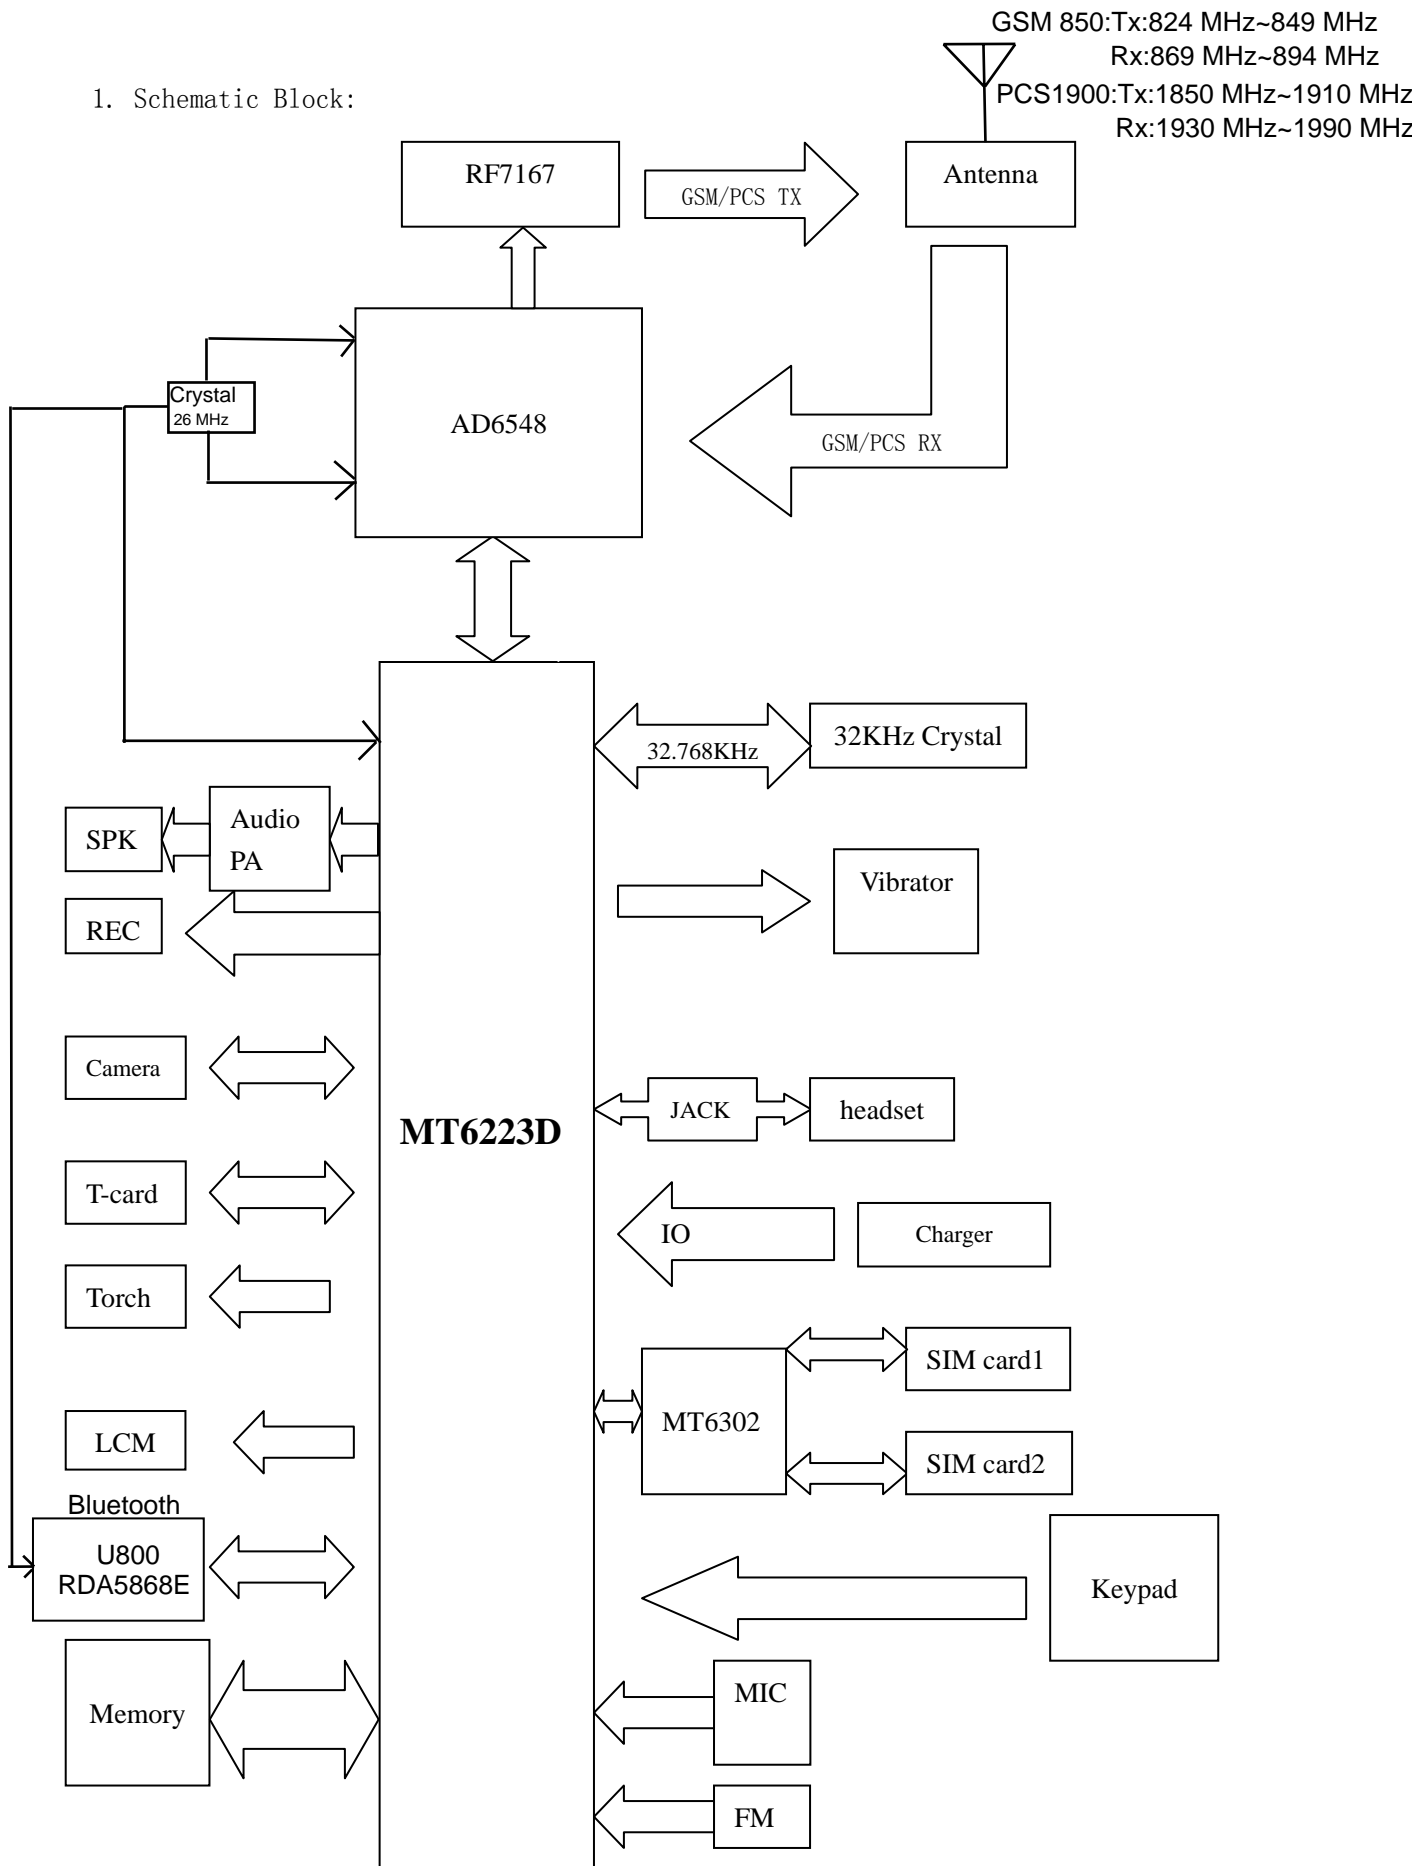 GSM 850:Tx:824 MHz~849 MHz
Rx:869 MHz~894 MHz
1. Schematic Block:
PCS1900:Tx:1850 MHz~1910 MHz
Rx:1930 MHz~1990 MHz
RF7167
GSM/PCS TX
Antenna
Crystal
26 MHz
AD6548
GSM/PCS RX
32.768KHz
32KHz Crystal
SPK
Audio
PA
Vibrator
REC
Camera
MT6223D
JACK
headset
T-card
IO
Charger
Torch
SIM card1
LCM
MT6302
SIM card2
Bluetooth
U800
RDA5868E
Keypad
Memory
MIC
FM